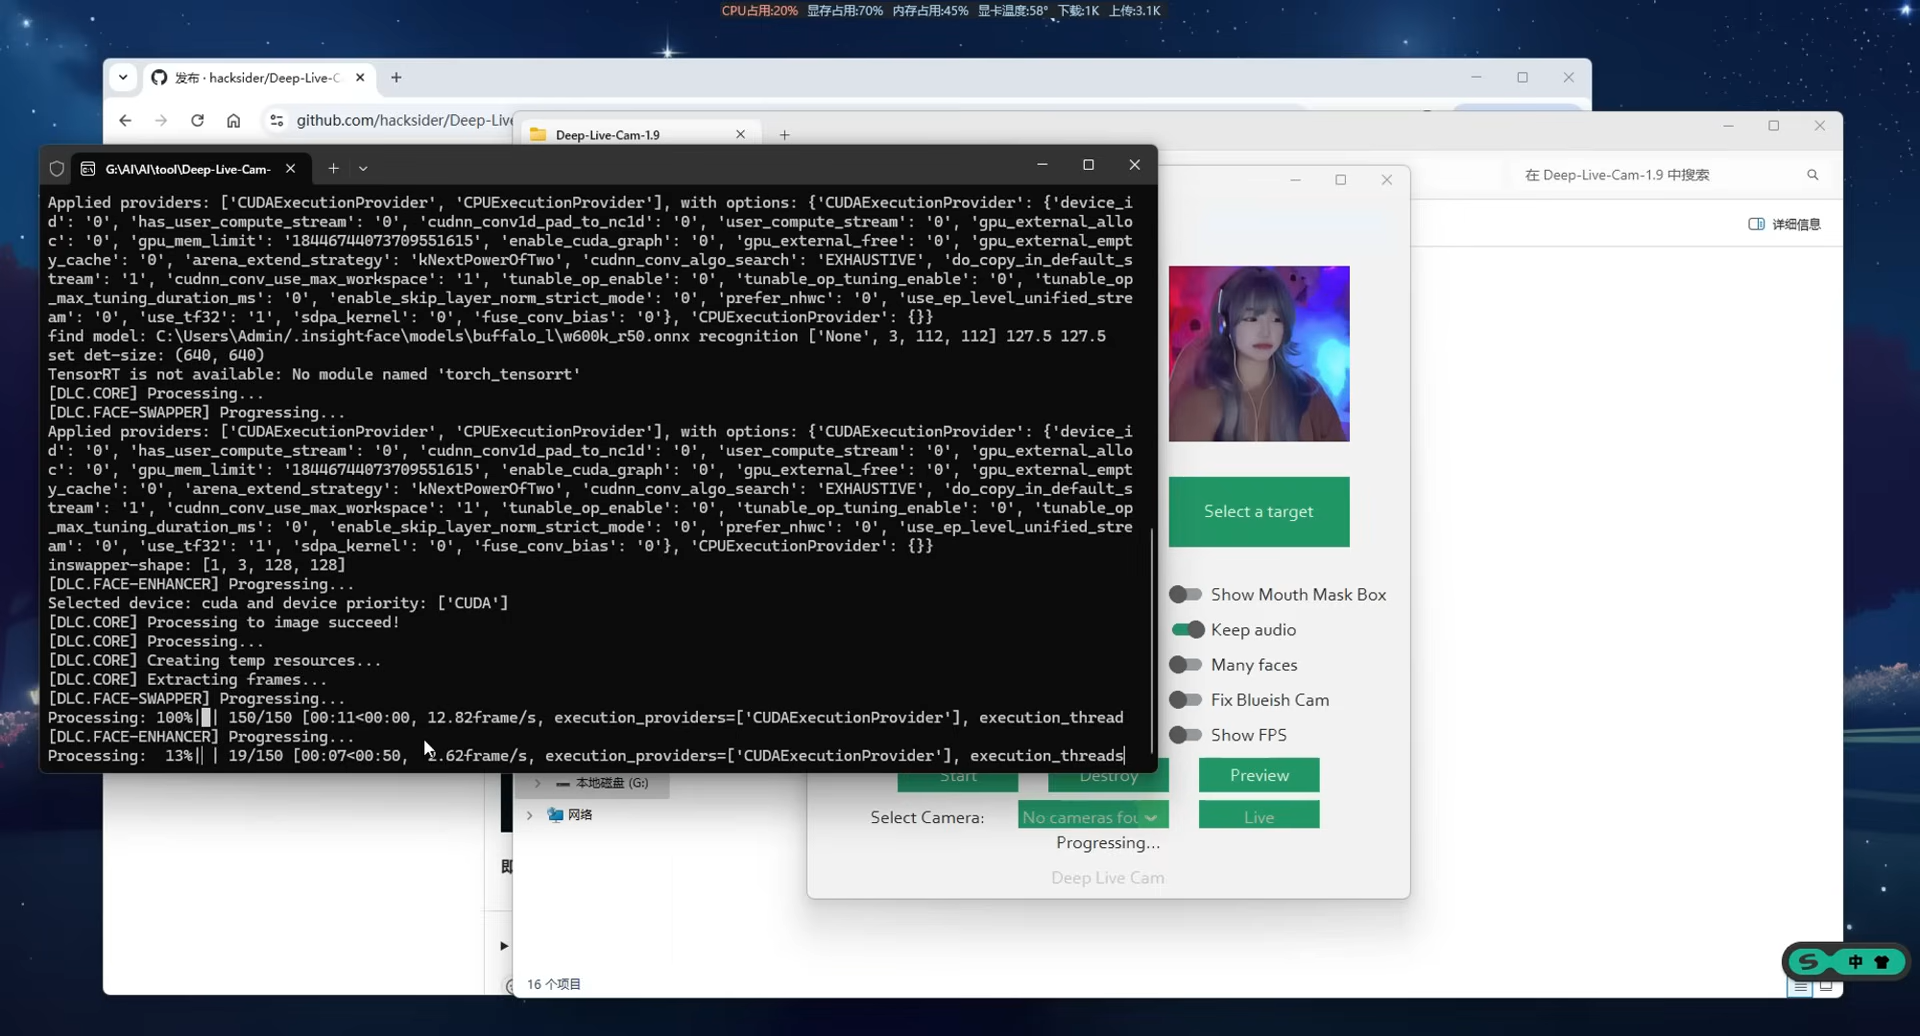 CPU占用:20% 显存占用:70% 内存占用:45% 显卡温度:58° 下载:1K 上传:3.1K
发布 · hacksider/Deep-Live-C
github.com/hacksider/Deep-Live
Deep-Live-Cam-1.9
G:\AI\AI\tool\Deep-Live-Cam-
在 Deep-Live-Cam-1.9 中搜索
详细信息
Applied providers: ['CUDAExecutionProvider', 'CPUExecutionProvider'], with options: {'CUDAExecutionProvider': {'device_i
d': '0', 'has_user_compute_stream': '0', 'cudnn_conv1d_pad_to_nc1d': '0', 'user_compute_stream': '0', 'gpu_external_allo
c': '0', 'gpu_mem_limit': '18446744073709551615', 'enable_cuda_graph': '0', 'gpu_external_free': '0', 'gpu_external_empt
y_cache': '0', 'arena_extend_strategy': 'kNextPowerOfTwo', 'cudnn_conv_algo_search': 'EXHAUSTIVE', 'do_copy_in_default_s
tream': '1', 'cudnn_conv_use_max_workspace': '1', 'tunable_op_enable': '0', 'tunable_op_tuning_enable': '0', 'tunable_op
_max_tuning_duration_ms': '0', 'enable_skip_layer_norm_strict_mode': '0', 'prefer_nhwc': '0', 'use_ep_level_unified_stre
am': '0', 'use_tf32': '1', 'sdpa_kernel': '0', 'fuse_conv_bias': '0'}, 'CPUExecutionProvider': {}}
find model: C:\Users\Admin/.insightface\models\buffalo_l\w600k_r50.onnx recognition ['None', 3, 112, 112] 127.5 127.5
set det-size: (640, 640)
TensorRT is not available: No module named 'torch_tensorrt'
[DLC.CORE] Processing...
[DLC.FACE-SWAPPER] Progressing...
Applied providers: ['CUDAExecutionProvider', 'CPUExecutionProvider'], with options: {'CUDAExecutionProvider': {'device_i
d': '0', 'has_user_compute_stream': '0', 'cudnn_conv1d_pad_to_nc1d': '0', 'user_compute_stream': '0', 'gpu_external_allo
c': '0', 'gpu_mem_limit': '18446744073709551615', 'enable_cuda_graph': '0', 'gpu_external_free': '0', 'gpu_external_empt
y_cache': '0', 'arena_extend_strategy': 'kNextPowerOfTwo', 'cudnn_conv_algo_search': 'EXHAUSTIVE', 'do_copy_in_default_s
tream': '1', 'cudnn_conv_use_max_workspace': '1', 'tunable_op_enable': '0', 'tunable_op_tuning_enable': '0', 'tunable_op
_max_tuning_duration_ms': '0', 'enable_skip_layer_norm_strict_mode': '0', 'prefer_nhwc': '0', 'use_ep_level_unified_stre
am': '0', 'use_tf32': '1', 'sdpa_kernel': '0', 'fuse_conv_bias': '0'}, 'CPUExecutionProvider': {}}
inswapper-shape: [1, 3, 128, 128]
[DLC.FACE-ENHANCER] Progressing...
Selected device: cuda and device priority: ['CUDA']
[DLC.CORE] Processing to image succeed!
[DLC.CORE] Processing...
[DLC.CORE] Creating temp resources...
[DLC.CORE] Extracting frames...
[DLC.FACE-SWAPPER] Progressing...
Processing: 100%|█| 150/150 [00:11<00:00, 12.82frame/s, execution_providers=['CUDAExecutionProvider'], execution_thread
[DLC.FACE-ENHANCER] Progressing...
Processing: 13%|▏| 19/150 [00:07<00:50, 2.62frame/s, execution_providers=['CUDAExecutionProvider'], execution_threads
Select a target
Show Mouth Mask Box
Keep audio
Many faces
Fix Blueish Cam
Show FPS
Start Destroy Preview
Select Camera: No cameras fou Live
Progressing...
Deep Live Cam
本地磁盘 (G:)
网络
即
16 个项目
中